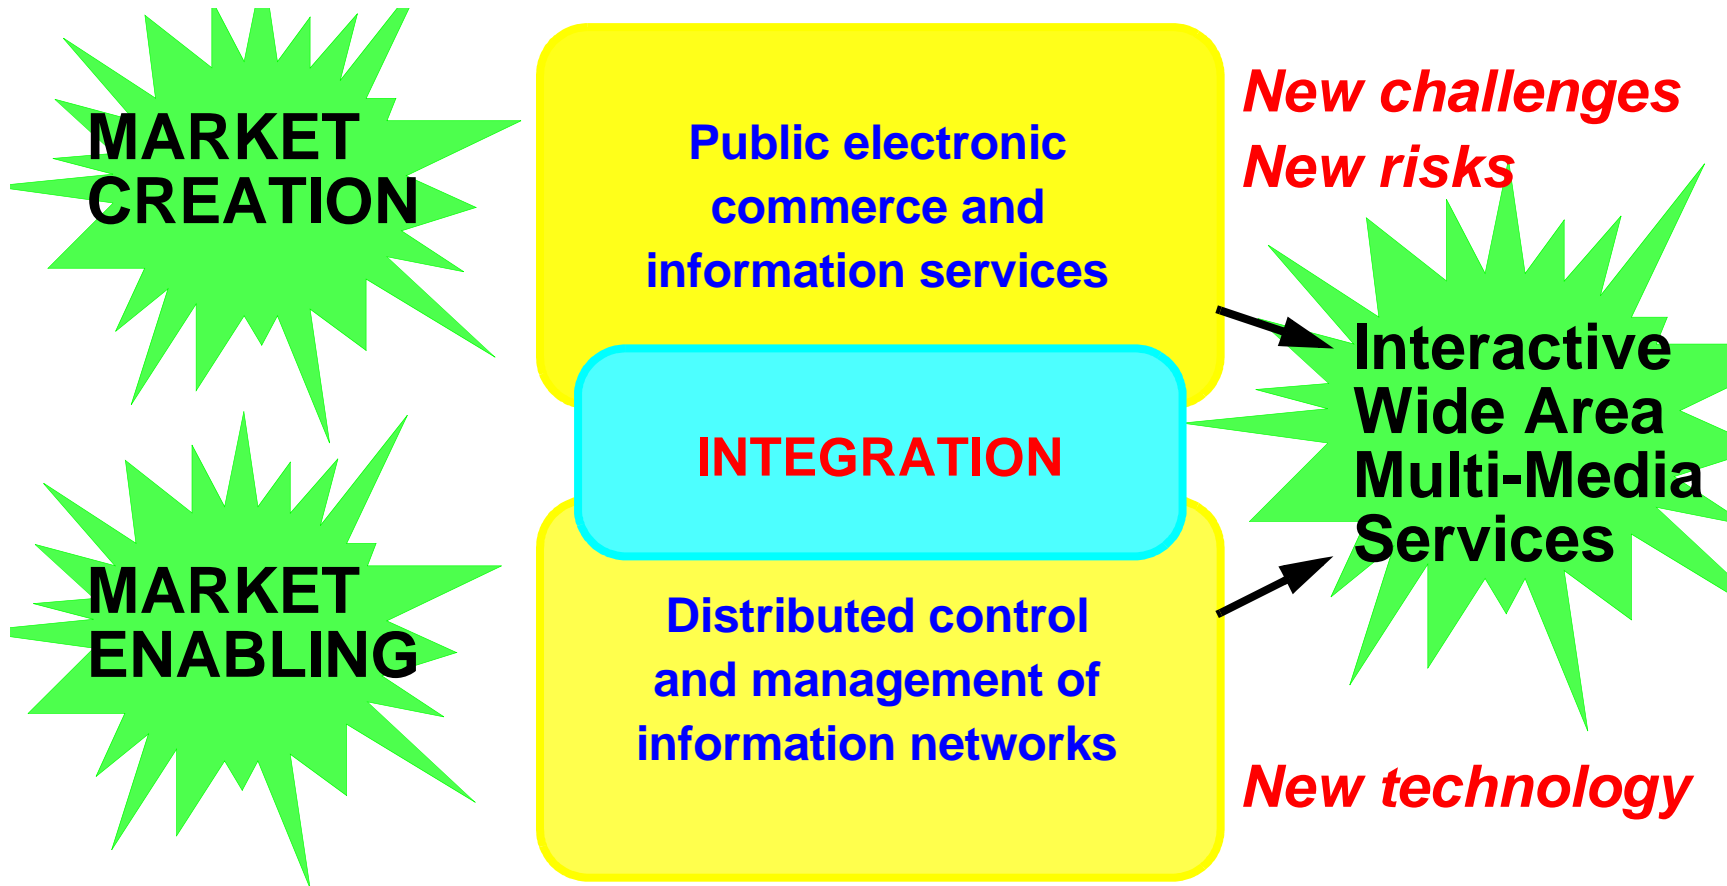 MARKET
CREATION
Public electronic
commerce and
information services
New challenges
New risks
INTEGRATION
Interactive
Wide Area
Multi-Media
Services
MARKET
ENABLING
Distributed control
and management of
information networks
New technology